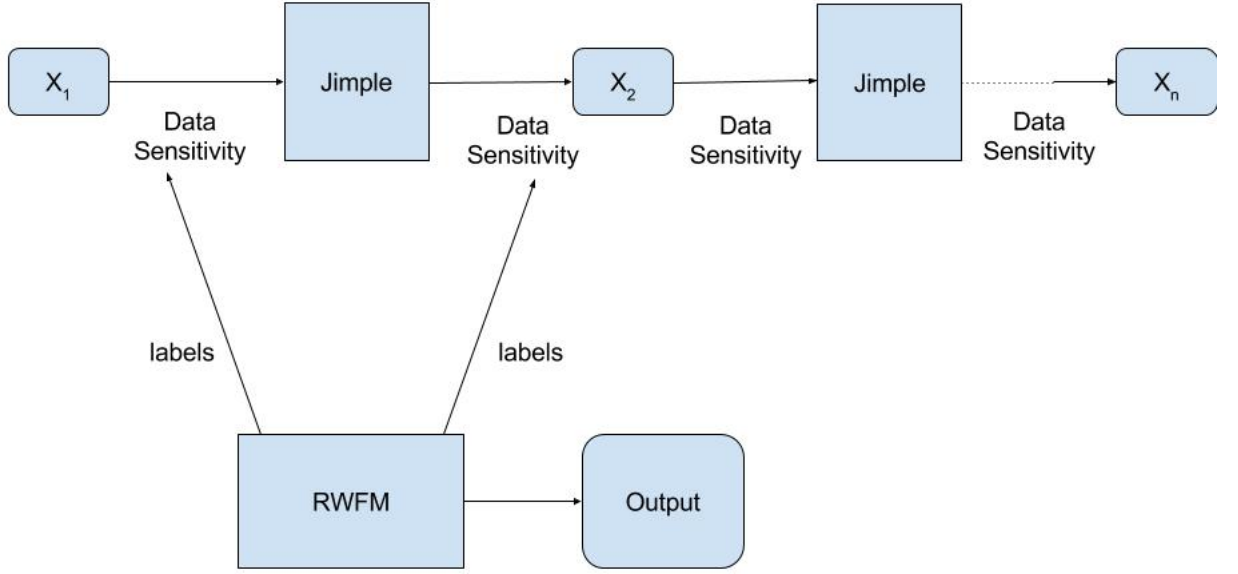 X₁
Jimple
X₂
Jimple
Xₙ
Data
Sensitivity
Data
Sensitivity
Data
Sensitivity
Data
Sensitivity
labels
labels
RWFM
Output